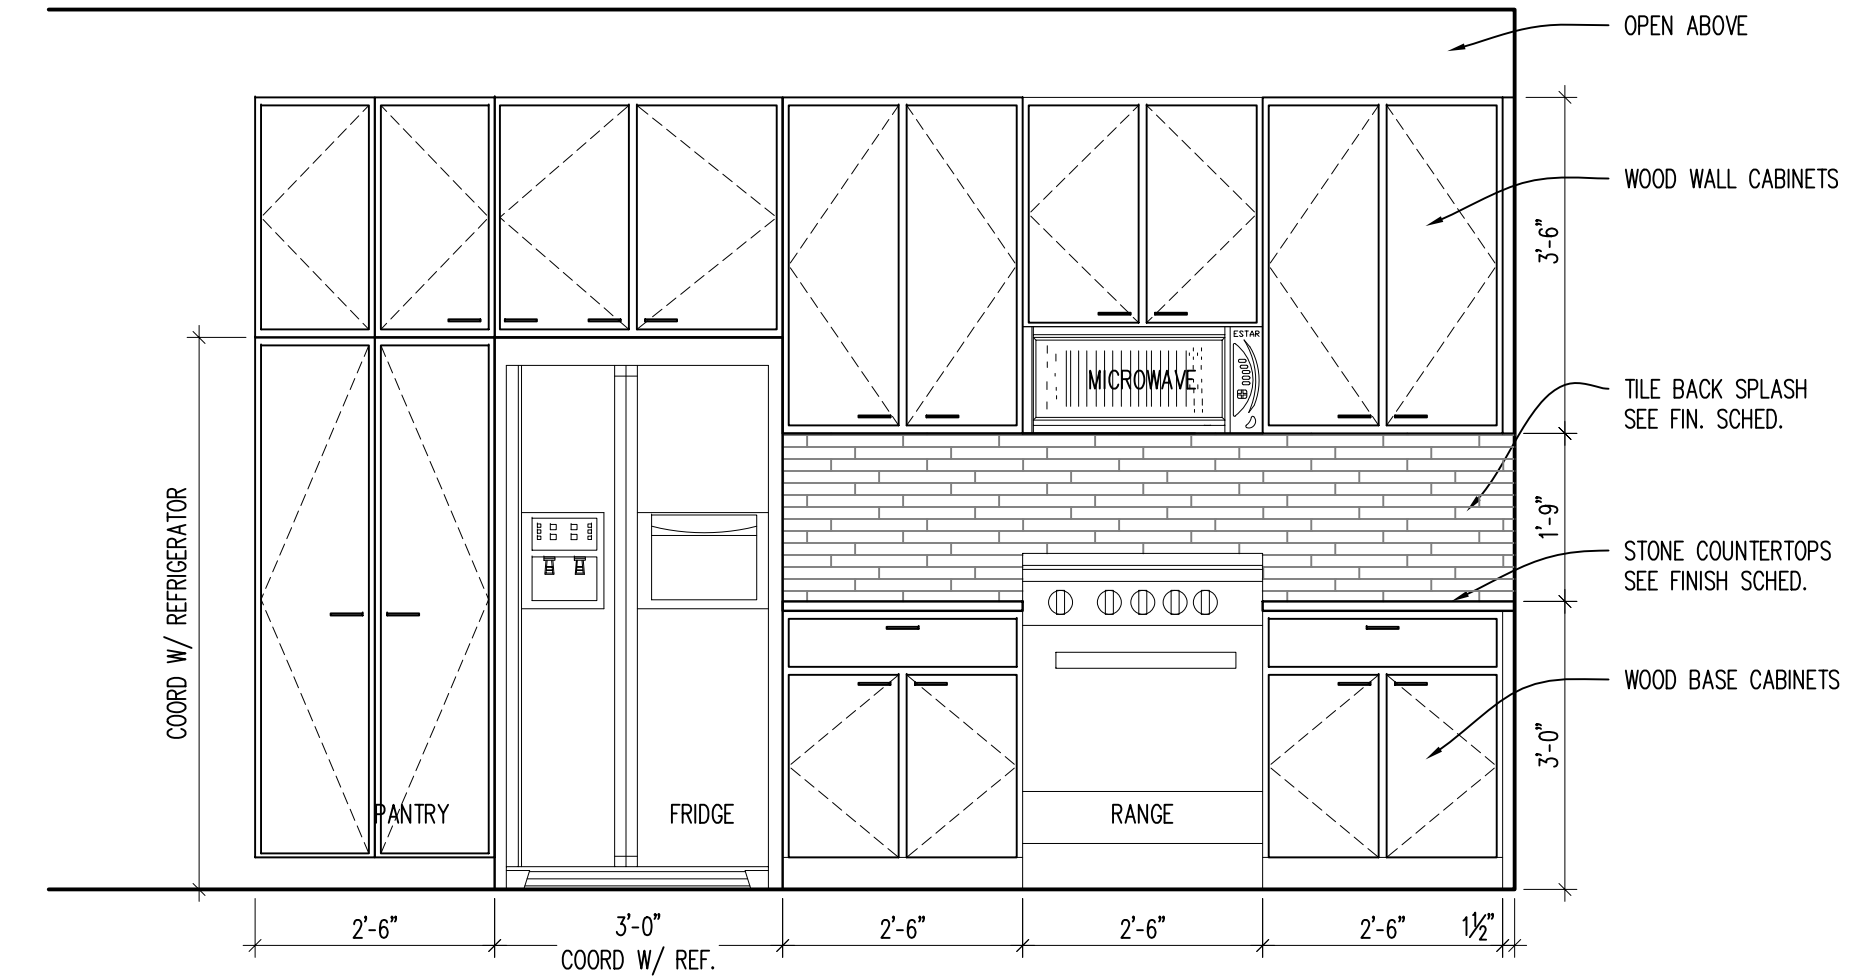 OPEN ABOVE
WOOD WALL CABINETS
3'-6"
ESTAR
MICROWAVE
TILE BACK SPLASH
SEE FIN. SCHED.
COORD W/ REFRIGERATOR
1'-9"
STONE COUNTERTOPS
SEE FINISH SCHED.
WOOD BASE CABINETS
3'-0"
PANTRY
FRIDGE
RANGE
2'-6"
3'-0"
COORD W/ REF.
2'-6"
2'-6"
2'-6"
1½"